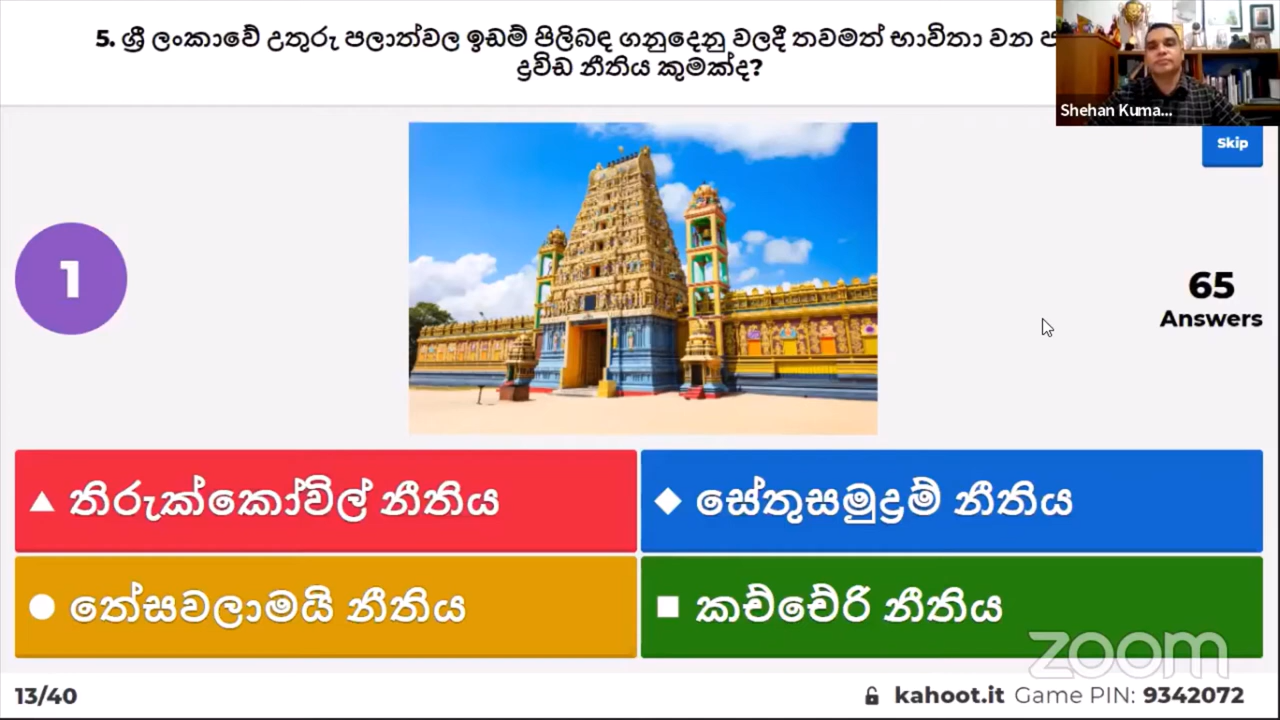 5. ශ්‍රී ලංකාවේ උතුරු පලාත්වල ඉඩම් පිලිබඳ ගනුදෙනු වලදී තවමත් භාවිතා වන
ද්‍රවිඩ නීතිය කුමක්ද?
Shehan Kuma...
Skip
1
65
Answers
තිරුක්කෝවිල් නීතිය
සේතුසමුද්‍රම් නීතිය
තේසවලාමයි නීතිය
කච්චේරි නීතිය
zoom
13/40
kahoot.it Game PIN: 9342072